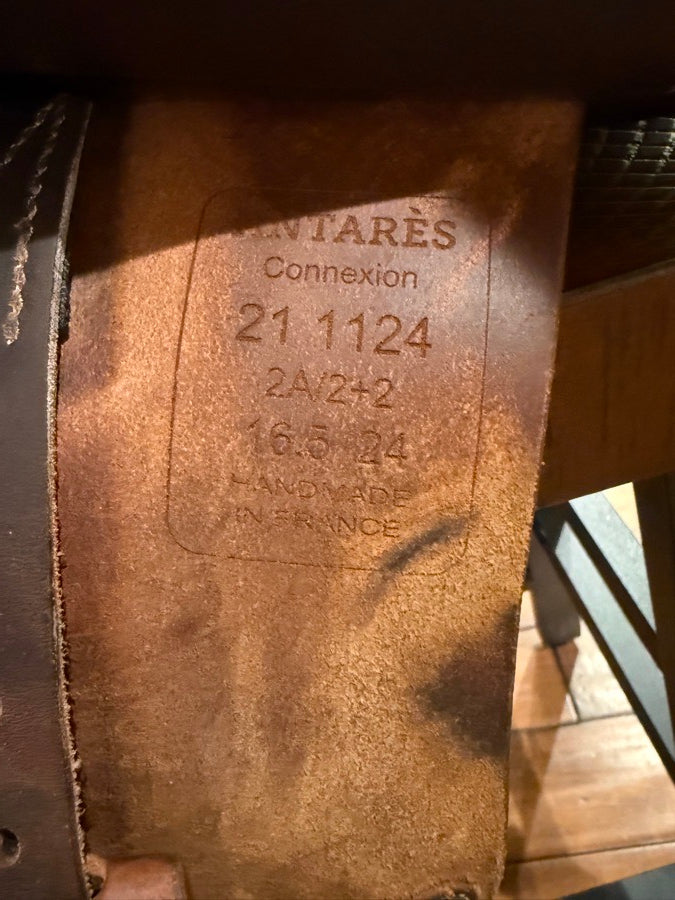 ANTARÈS
Connexion
21 1124
2A/2+2
16.5 24
HANDMADE
IN FRANCE